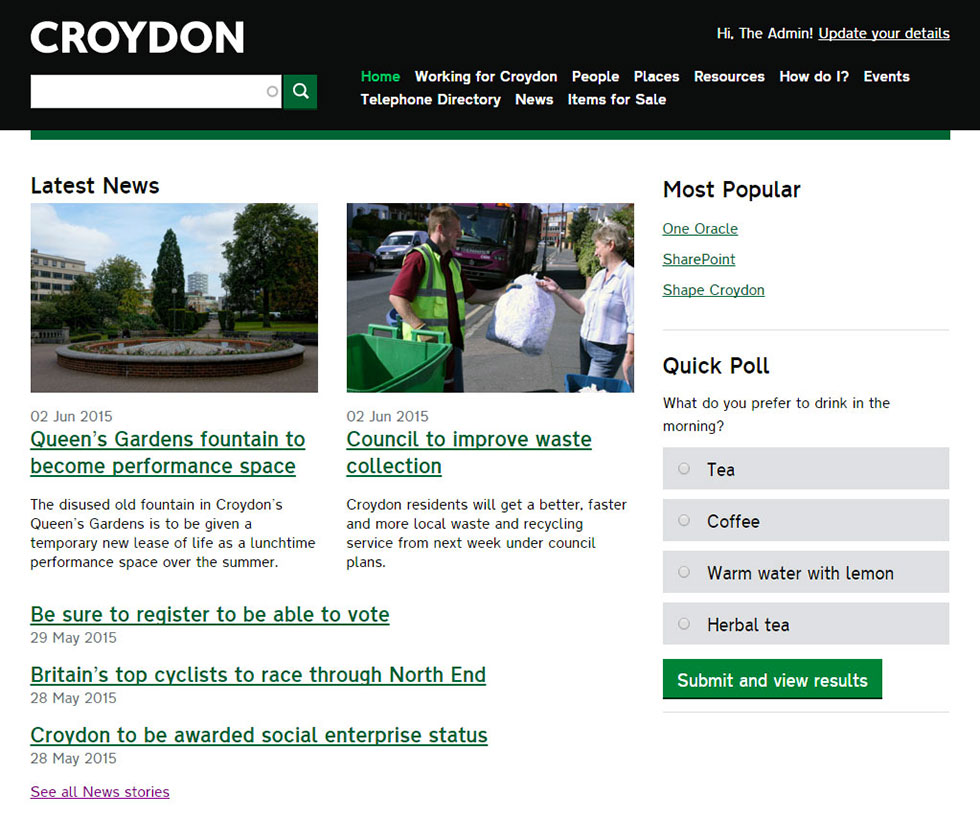 CROYDON
Hi, The Admin! Update your details
Home Working for Croydon People Places Resources How do I? Events
Telephone Directory News Items for Sale
Latest News
02 Jun 2015
Queen's Gardens fountain to
become performance space
The disused old fountain in Croydon's
Queen's Gardens is to be given a
temporary new lease of life as a lunchtime
performance space over the summer.
02 Jun 2015
Council to improve waste
collection
Croydon residents will get a better, faster
and more local waste and recycling
service from next week under council
plans.
Be sure to register to be able to vote
29 May 2015
Britain's top cyclists to race through North End
28 May 2015
Croydon to be awarded social enterprise status
28 May 2015
See all News stories
Most Popular
One Oracle
SharePoint
Shape Croydon
Quick Poll
What do you prefer to drink in the
morning?
Tea
Coffee
Warm water with lemon
Herbal tea
Submit and view results